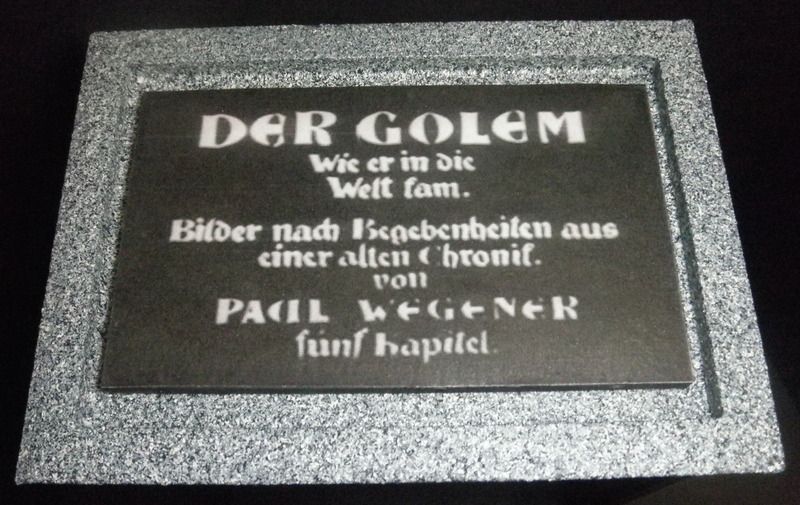 DER GOLEM
Wie er in die
Welt kam.
Bilder nach Begebenheiten aus
einer alten Chronik.
von
PAUL WEGENER
fünf Kapitel.